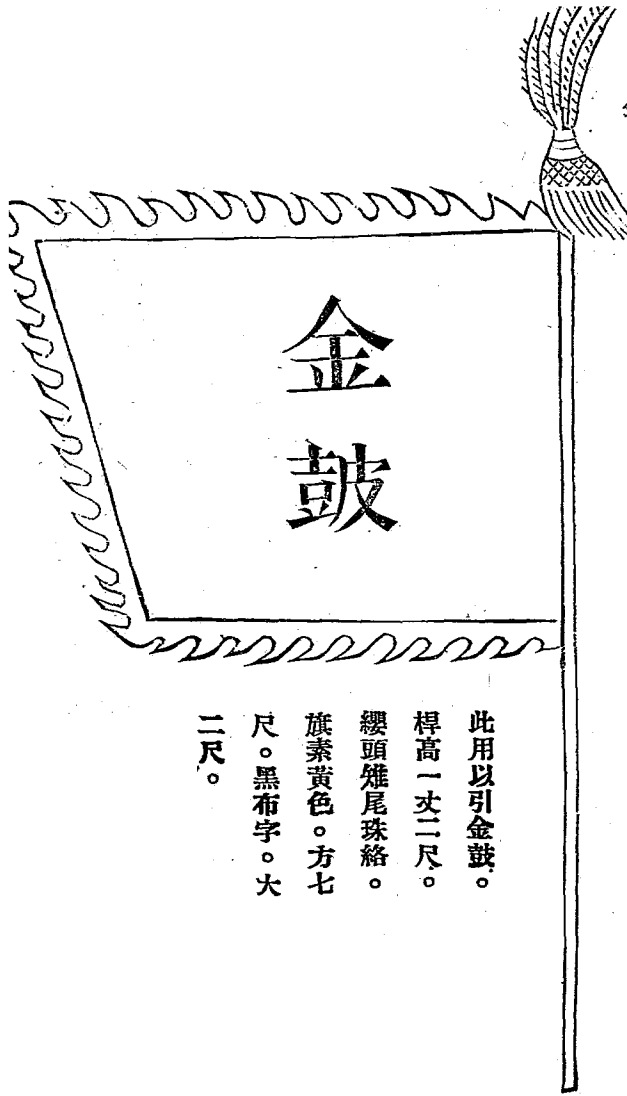 金
鼓
此用以引金鼓。
桿高一丈二尺。
纓頭雉尾珠絡。
旗素黃色。方七
尺。黑布字。大
二尺。